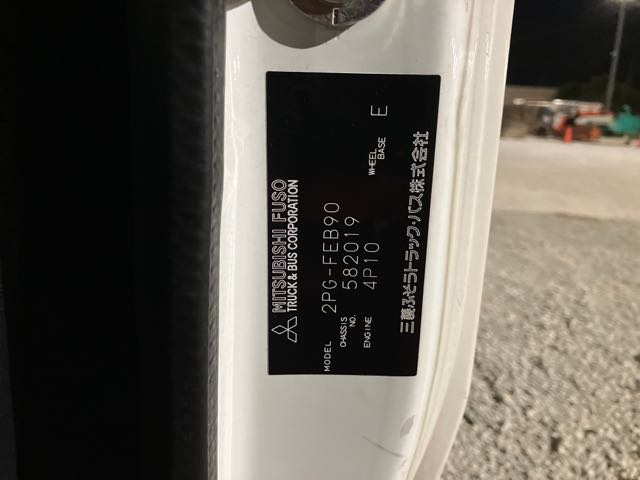 MITSUBISHI FUSO
TRUCK & BUS CORPORATION
MODEL 2PG-FEB90
CHASSIS NO. 582019
ENGINE 4P10 WHEEL BASE E
三菱ふそうトラック・バス株式会社